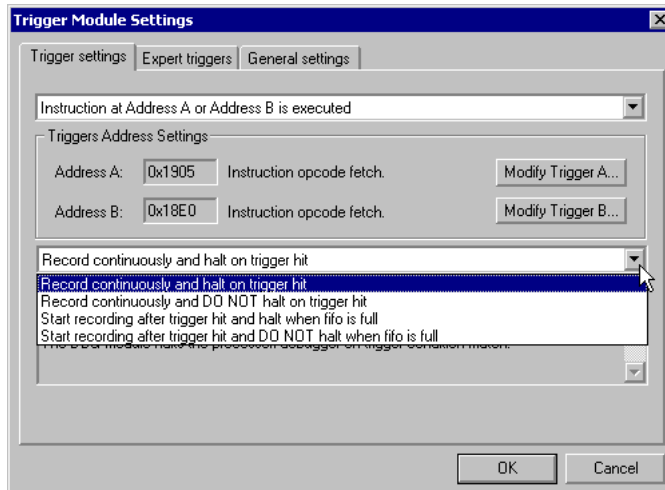 Trigger Module Settings
Trigger settings Expert triggers General settings
Instruction at Address A or Address B is executed
Triggers Address Settings
Address A: 0x1905 Instruction opcode fetch. Modify Trigger A...
Address B: 0x18E0 Instruction opcode fetch. Modify Trigger B...
Record continuously and halt on trigger hit
Record continuously and halt on trigger hit
Record continuously and DO NOT halt on trigger hit
Start recording after trigger hit and halt when fifo is full
Start recording after trigger hit and DO NOT halt when fifo is full
OK Cancel